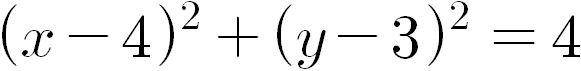 (x − 4)² + (y − 3)² = 4